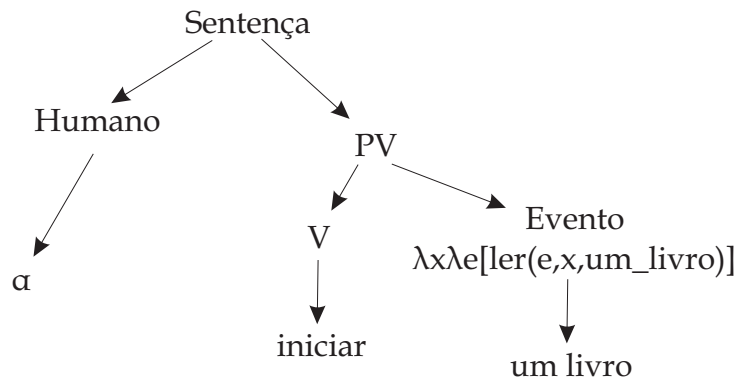 Sentença
Humano
PV
Evento
V
λxλe[ler(e,x,um_livro)]
α
iniciar
um livro